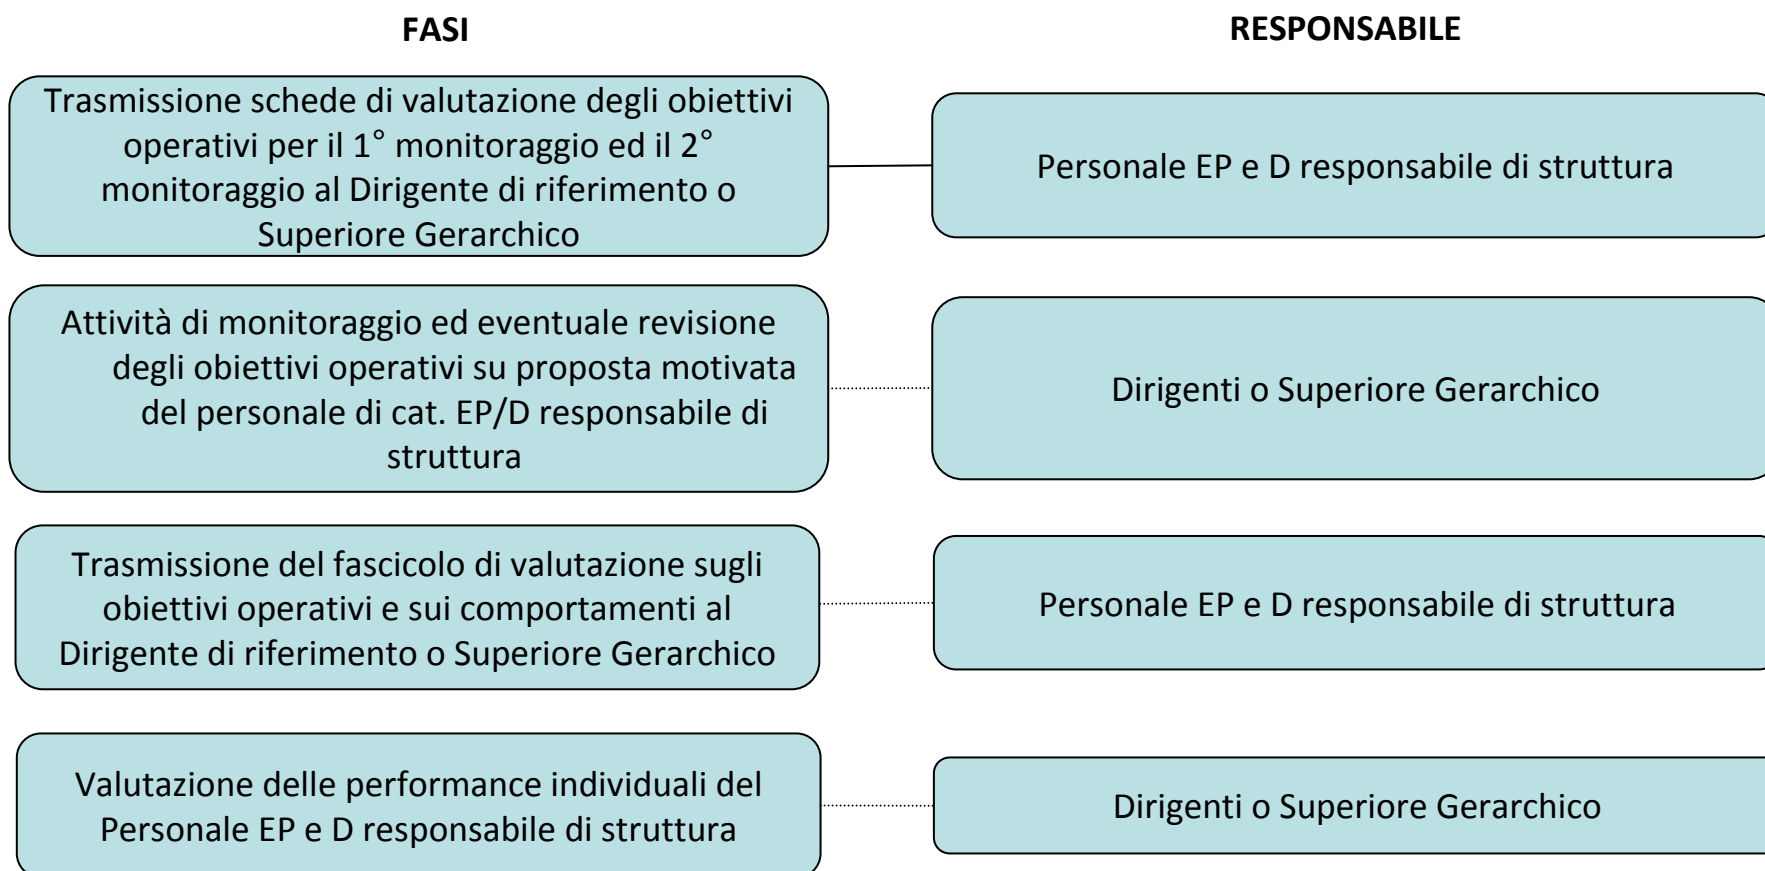 FASI
RESPONSABILE
Trasmissione schede di valutazione degli obiettivi
operativi per il 1° monitoraggio ed il 2°
monitoraggio al Dirigente di riferimento o
Superiore Gerarchico
Personale EP e D responsabile di struttura
Attività di monitoraggio ed eventuale revisione
degli obiettivi operativi su proposta motivata
del personale di cat. EP/D responsabile di
struttura
Dirigenti o Superiore Gerarchico
Trasmissione del fascicolo di valutazione sugli
obiettivi operativi e sui comportamenti al
Dirigente di riferimento o Superiore Gerarchico
Personale EP e D responsabile di struttura
Valutazione delle performance individuali del
Personale EP e D responsabile di struttura
Dirigenti o Superiore Gerarchico